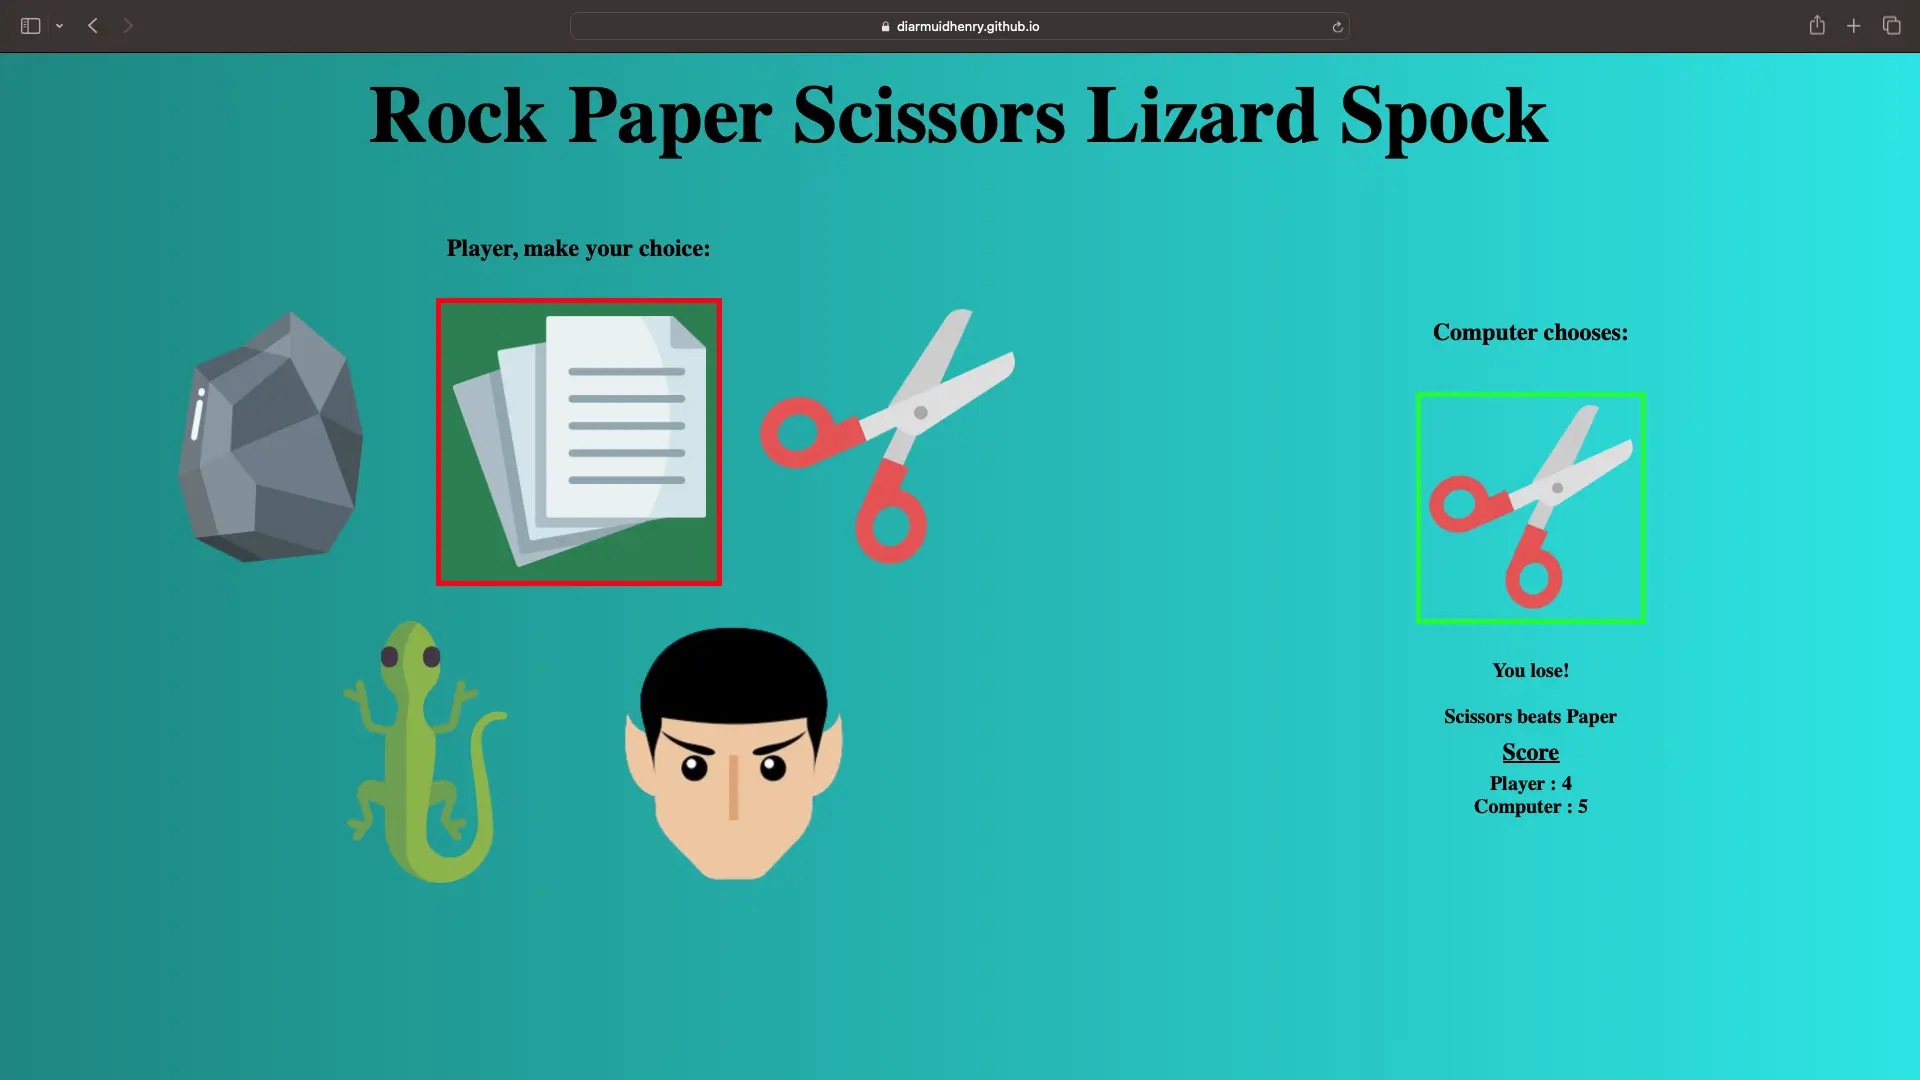 diarmuidhenry.github.io
Rock Paper Scissors Lizard Spock
Player, make your choice:
Computer chooses:
You lose!
Scissors beats Paper
Score
Player : 4
Computer : 5